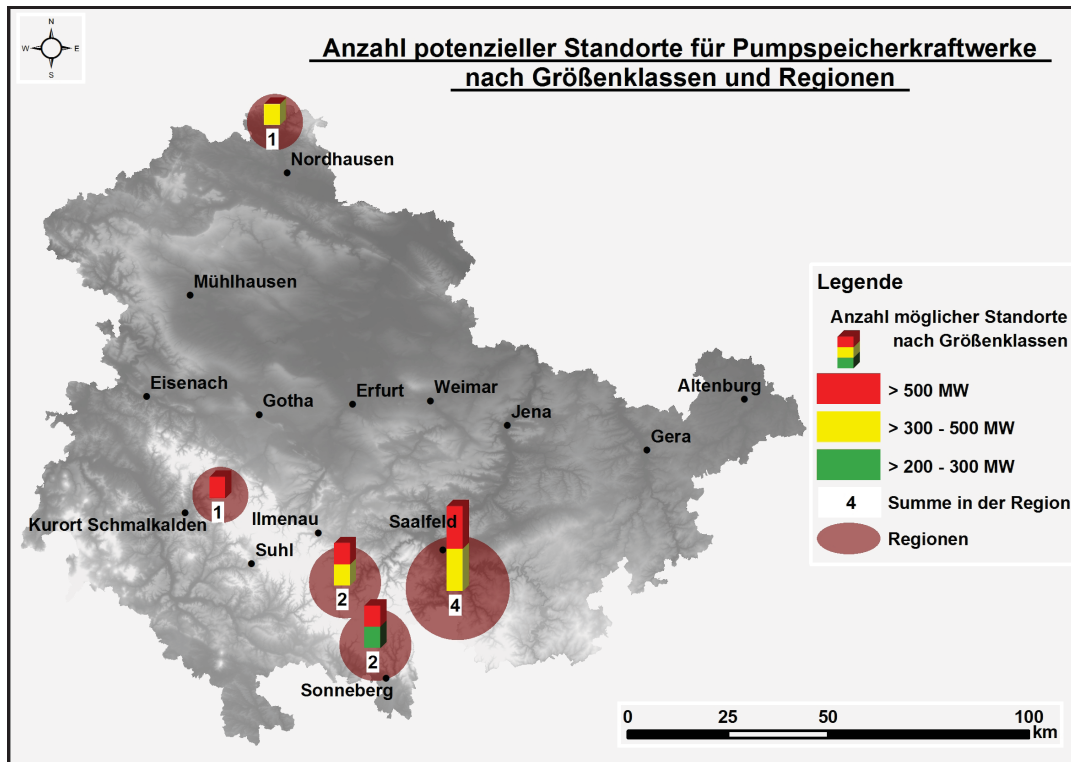 N
W E
S
Anzahl potenzieller Standorte für Pumpspeicherkraftwerke
nach Größenklassen und Regionen
1
Nordhausen
Mühlhausen
Eisenach
Gotha
Erfurt
Weimar
Jena
Altenburg
Gera
1
Kurort Schmalkalden
Ilmenau
Suhl
Saalfeld
2
4
2
Sonneberg
Legende
Anzahl möglicher Standorte
nach Größenklassen
> 500 MW
> 300 - 500 MW
> 200 - 300 MW
4 Summe in der Region
Regionen
0 25 50 100
km